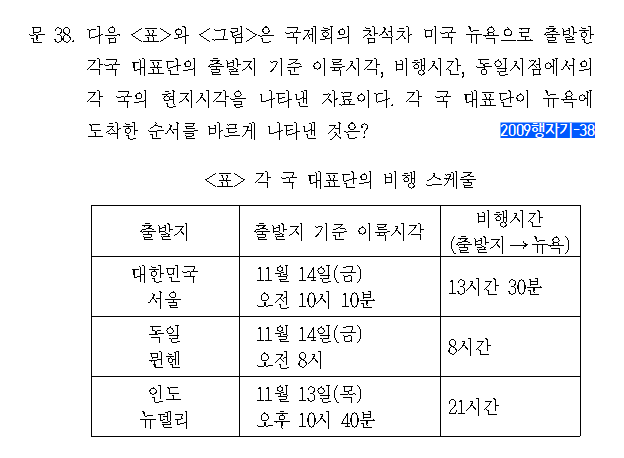 문 38. 다음 <표>와 <그림>은 국제회의 참석차 미국 뉴욕으로 출발한
각국 대표단의 출발지 기준 이륙시각, 비행시간, 동일시점에서의
각 국의 현지시각을 나타낸 자료이다. 각 국 대표단이 뉴욕에
도착한 순서를 바르게 나타낸 것은?
2009행자기-38
<표> 각 국 대표단의 비행 스케줄
출발지 출발지 기준 이륙시각 비행시간
(출발지→뉴욕)
대한민국
서울
11월 14일(금)
오전 10시 10분
13시간 30분
독일
뮌헨
11월 14일(금)
오전 8시
8시간
인도
뉴델리
11월 13일(목)
오후 10시 40분
21시간